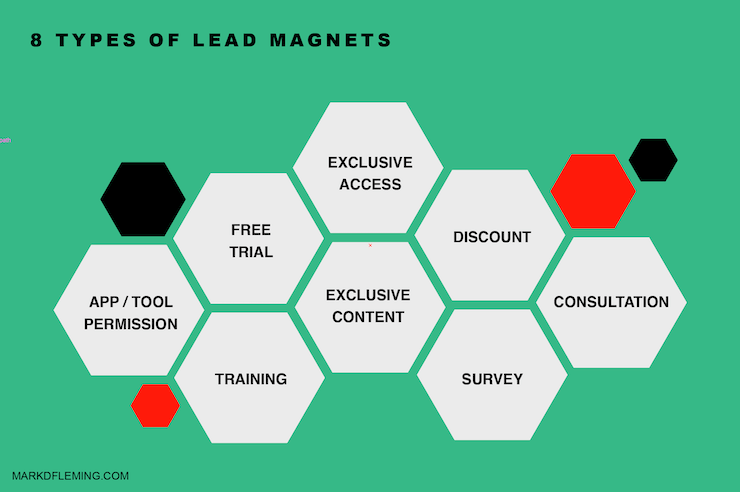 8 TYPES OF LEAD MAGNETS
path
EXCLUSIVE
ACCESS
FREE
TRIAL
DISCOUNT
APP / TOOL
PERMISSION
EXCLUSIVE
CONTENT
CONSULTATION
TRAINING
SURVEY
MARKDFLEMING.COM